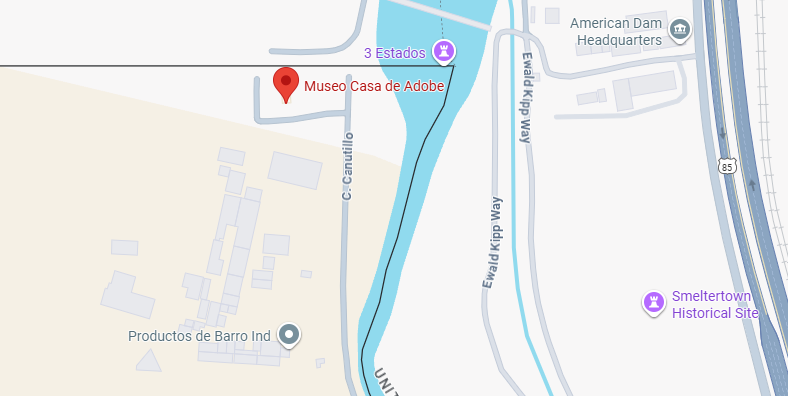 American Dam
Headquarters
3 Estados
Museo Casa de Adobe
Ewald Kipp Way
C. Canutillo
85
Ewald Kipp Way
Smeltertown
Historical Site
Productos de Barro Ind
UNIT